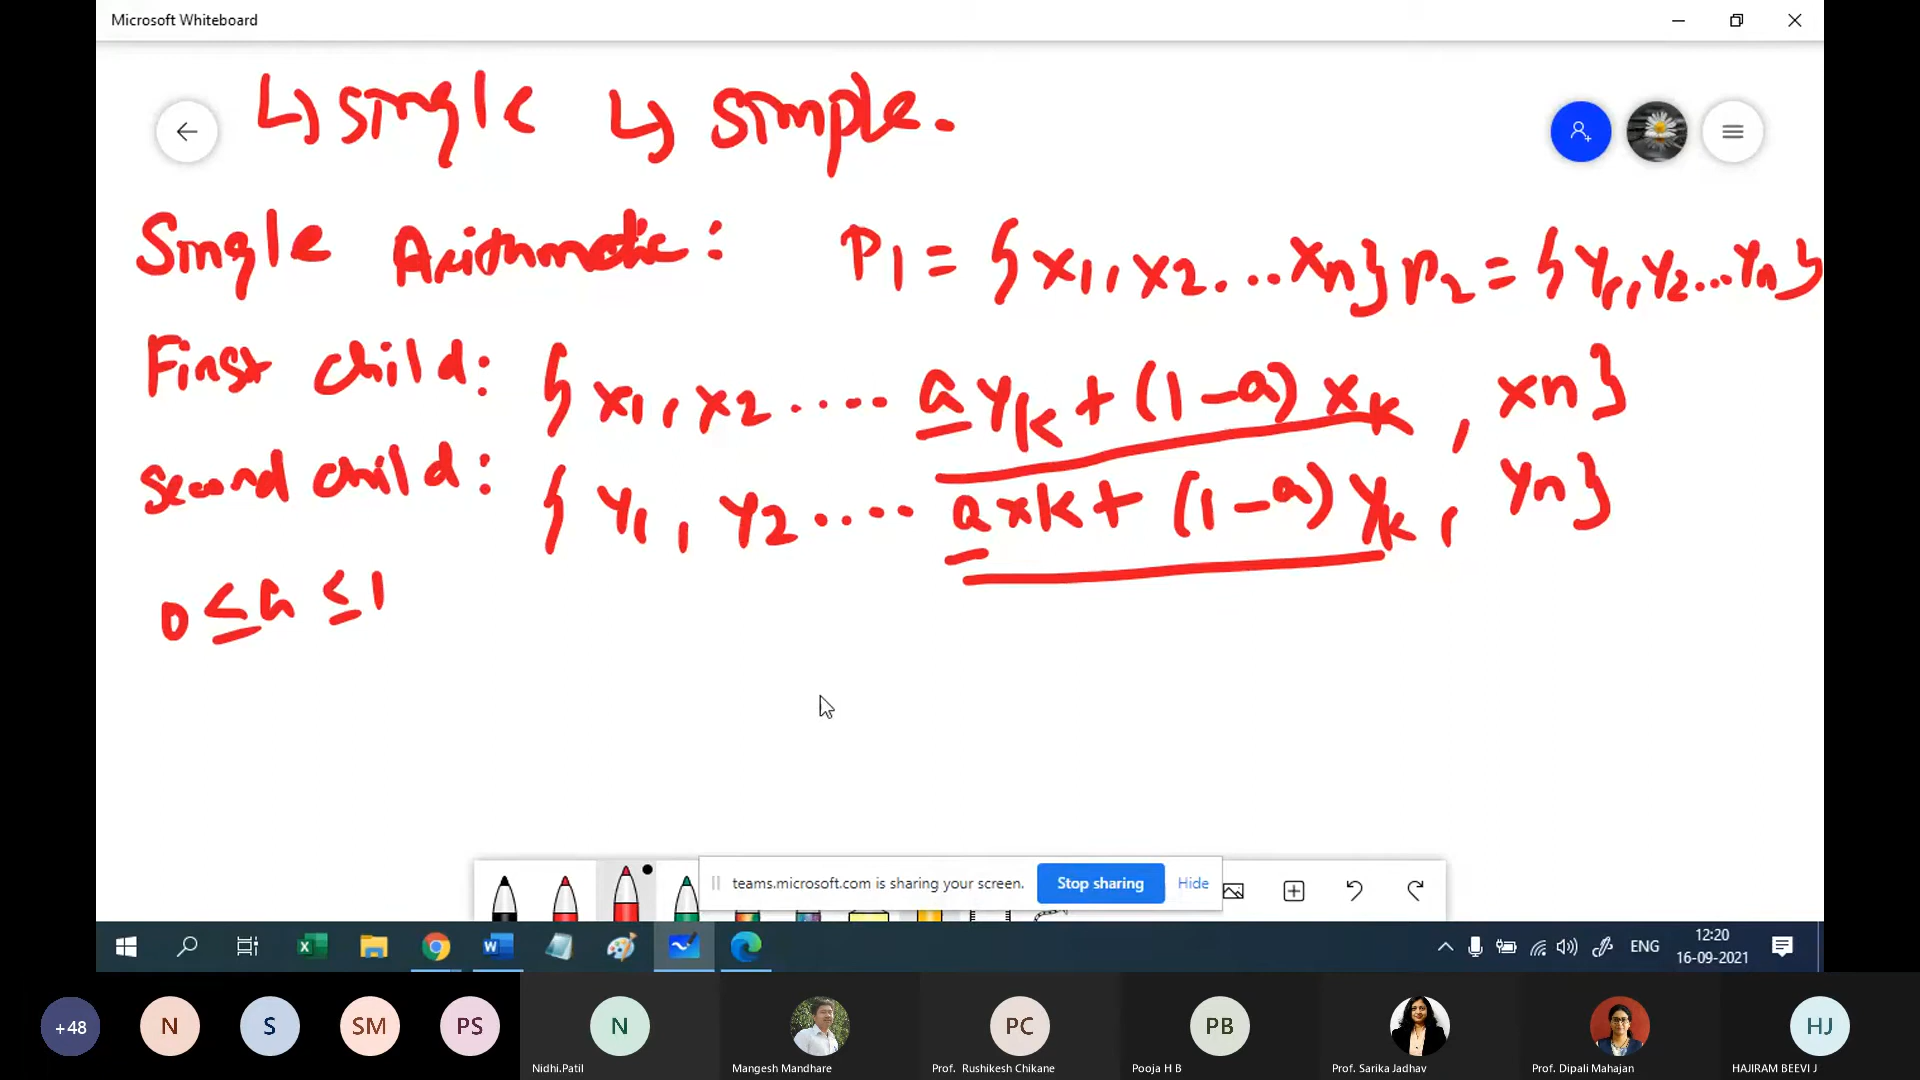 Microsoft Whiteboard
↳ single ↳ simple.
Single Arithmetic: P1 = {x1, x2...xn} P2 = {y1, y2...yn}
First child: {x1, x2 .... a yk + (1-a) xk, xn}
Second child: {y1, y2 .... a xk + (1-a) yk, yn}
0 ≤ a ≤ 1
teams.microsoft.com is sharing your screen. Stop sharing Hide
ENG 12:20
16-09-2021
+48 N S SM PS N PC PB HJ
Nidhi.Patil Mangesh Mandhare Prof. Rushikesh Chikane Pooja H B Prof. Sarika Jadhav Prof. Dipali Mahajan HAJIRAM BEEVI J